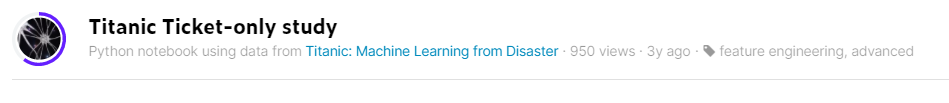 Titanic Ticket-only study
Python notebook using data from Titanic: Machine Learning from Disaster · 950 views · 3y ago · feature engineering, advanced